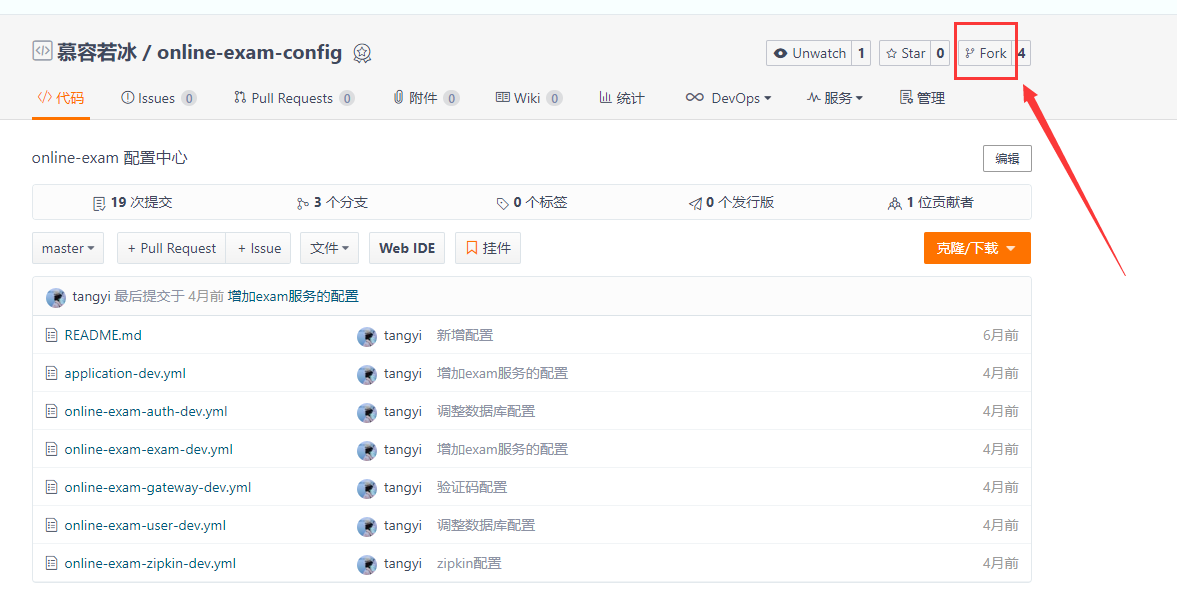 慕容若冰 / online-exam-config Unwatch 1 Star 0 Fork 4
代码 Issues 0 Pull Requests 0 附件 0 Wiki 0 统计 DevOps 服务 管理
online-exam 配置中心 编辑
19 次提交 3 个分支 0 个标签 0 个发行版 1 位贡献者
master + Pull Request + Issue 文件 Web IDE 挂件 克隆/下载
tangyi 最后提交于 4月前 增加exam服务的配置
README.md tangyi 新增配置 6月前
application-dev.yml tangyi 增加exam服务的配置 4月前
online-exam-auth-dev.yml tangyi 调整数据库配置 4月前
online-exam-exam-dev.yml tangyi 增加exam服务的配置 4月前
online-exam-gateway-dev.yml tangyi 验证码配置 4月前
online-exam-user-dev.yml tangyi 调整数据库配置 4月前
online-exam-zipkin-dev.yml tangyi zipkin配置 4月前